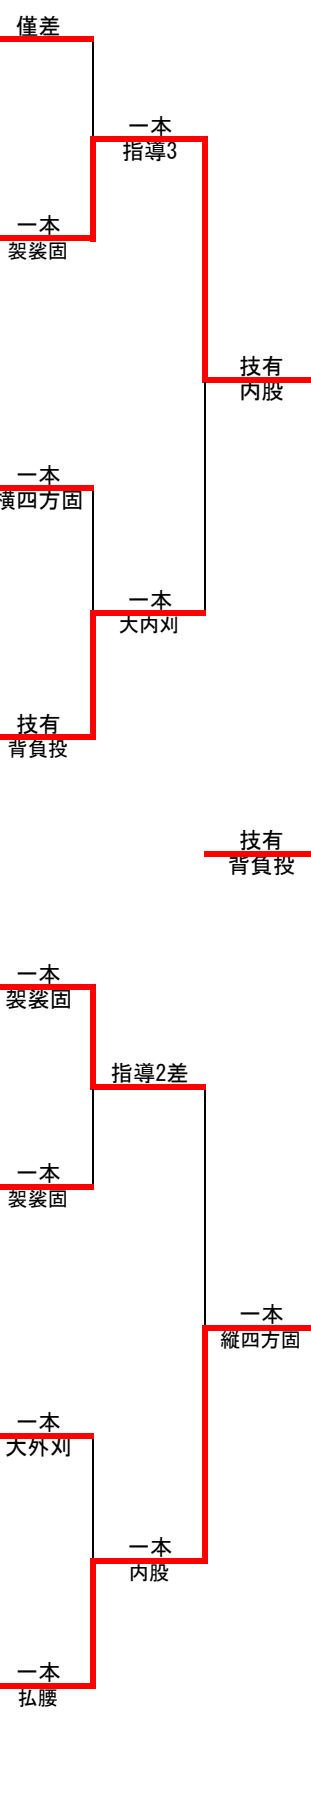 僅差
一本
指導3
一本
袈裟固
技有
内股
一本
横四方固
一本
大内刈
技有
背負投
技有
背負投
一本
袈裟固
指導2差
一本
袈裟固
一本
縦四方固
一本
大外刈
一本
内股
一本
払腰